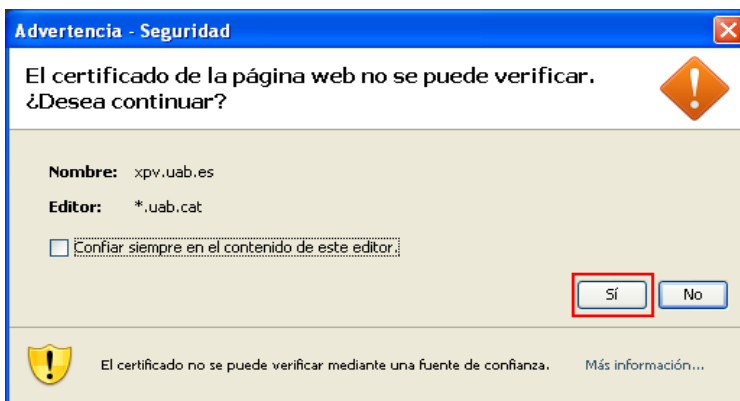 Advertencia - Seguridad
El certificado de la página web no se puede verificar.
¿Desea continuar?
Nombre: xpv.uab.es
Editor: *.uab.cat
Confiar siempre en el contenido de este editor.
Sí No
El certificado no se puede verificar mediante una fuente de confianza. Más información...